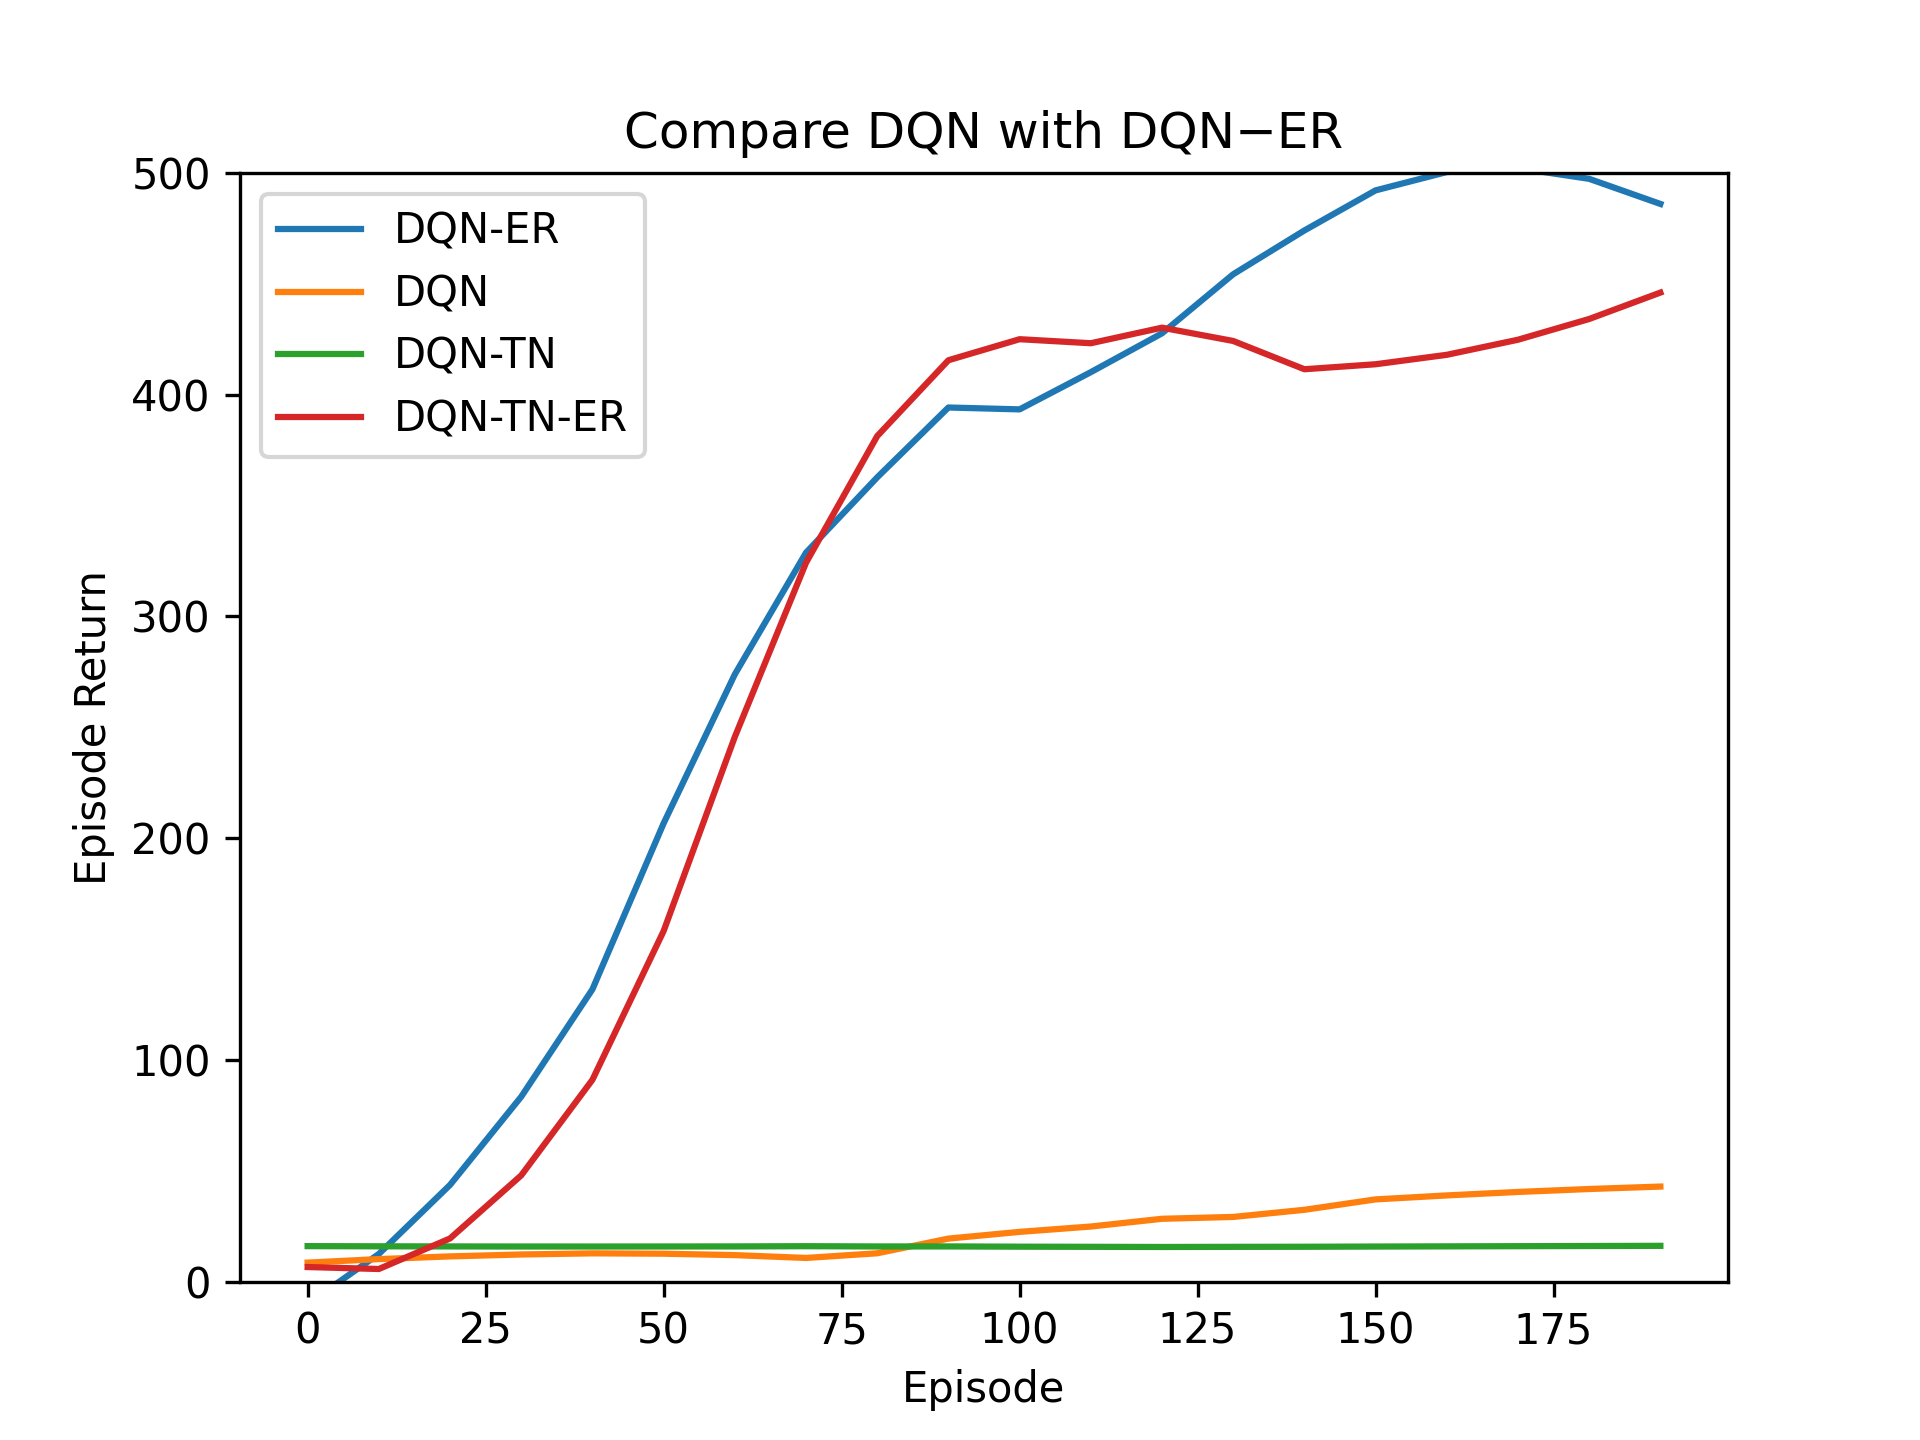 Compare DQN with DQN−ER
500
400
300
200
100
0
Episode Return
DQN-ER
DQN
DQN-TN
DQN-TN-ER
0 25 50 75 100 125 150 175
Episode